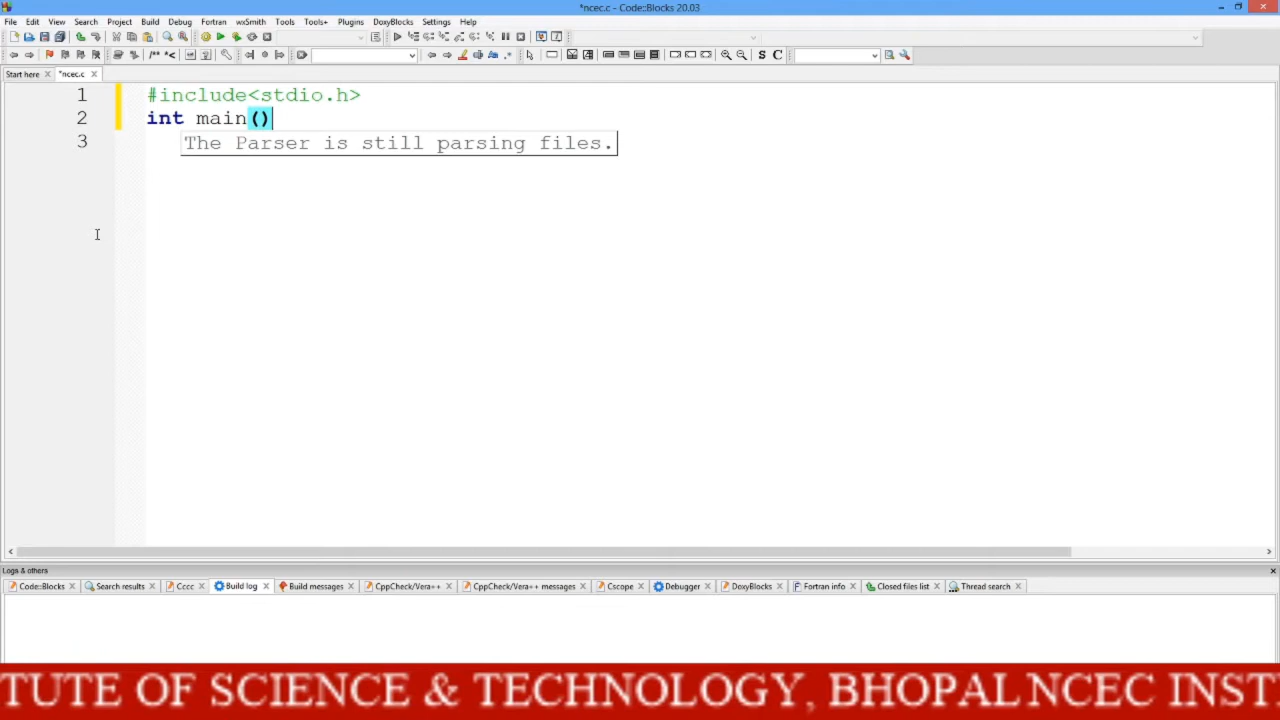 *ncec.c - Code::Blocks 20.03
File Edit View Search Project Build Debug Fortran wxSmith Tools Tools+ Plugins DoxyBlocks Settings Help
/** *<
S C
Start here *ncec.c
1 #include<stdio.h>
2 int main()
3 The Parser is still parsing files.
Logs & others
Code::Blocks Search results Cccc Build log Build messages CppCheck/Vera++ CppCheck/Vera++ messages Cscope Debugger DoxyBlocks Fortran info Closed files list Thread search
TUTE OF SCIENCE & TECHNOLOGY, BHOPAL NCEC INST